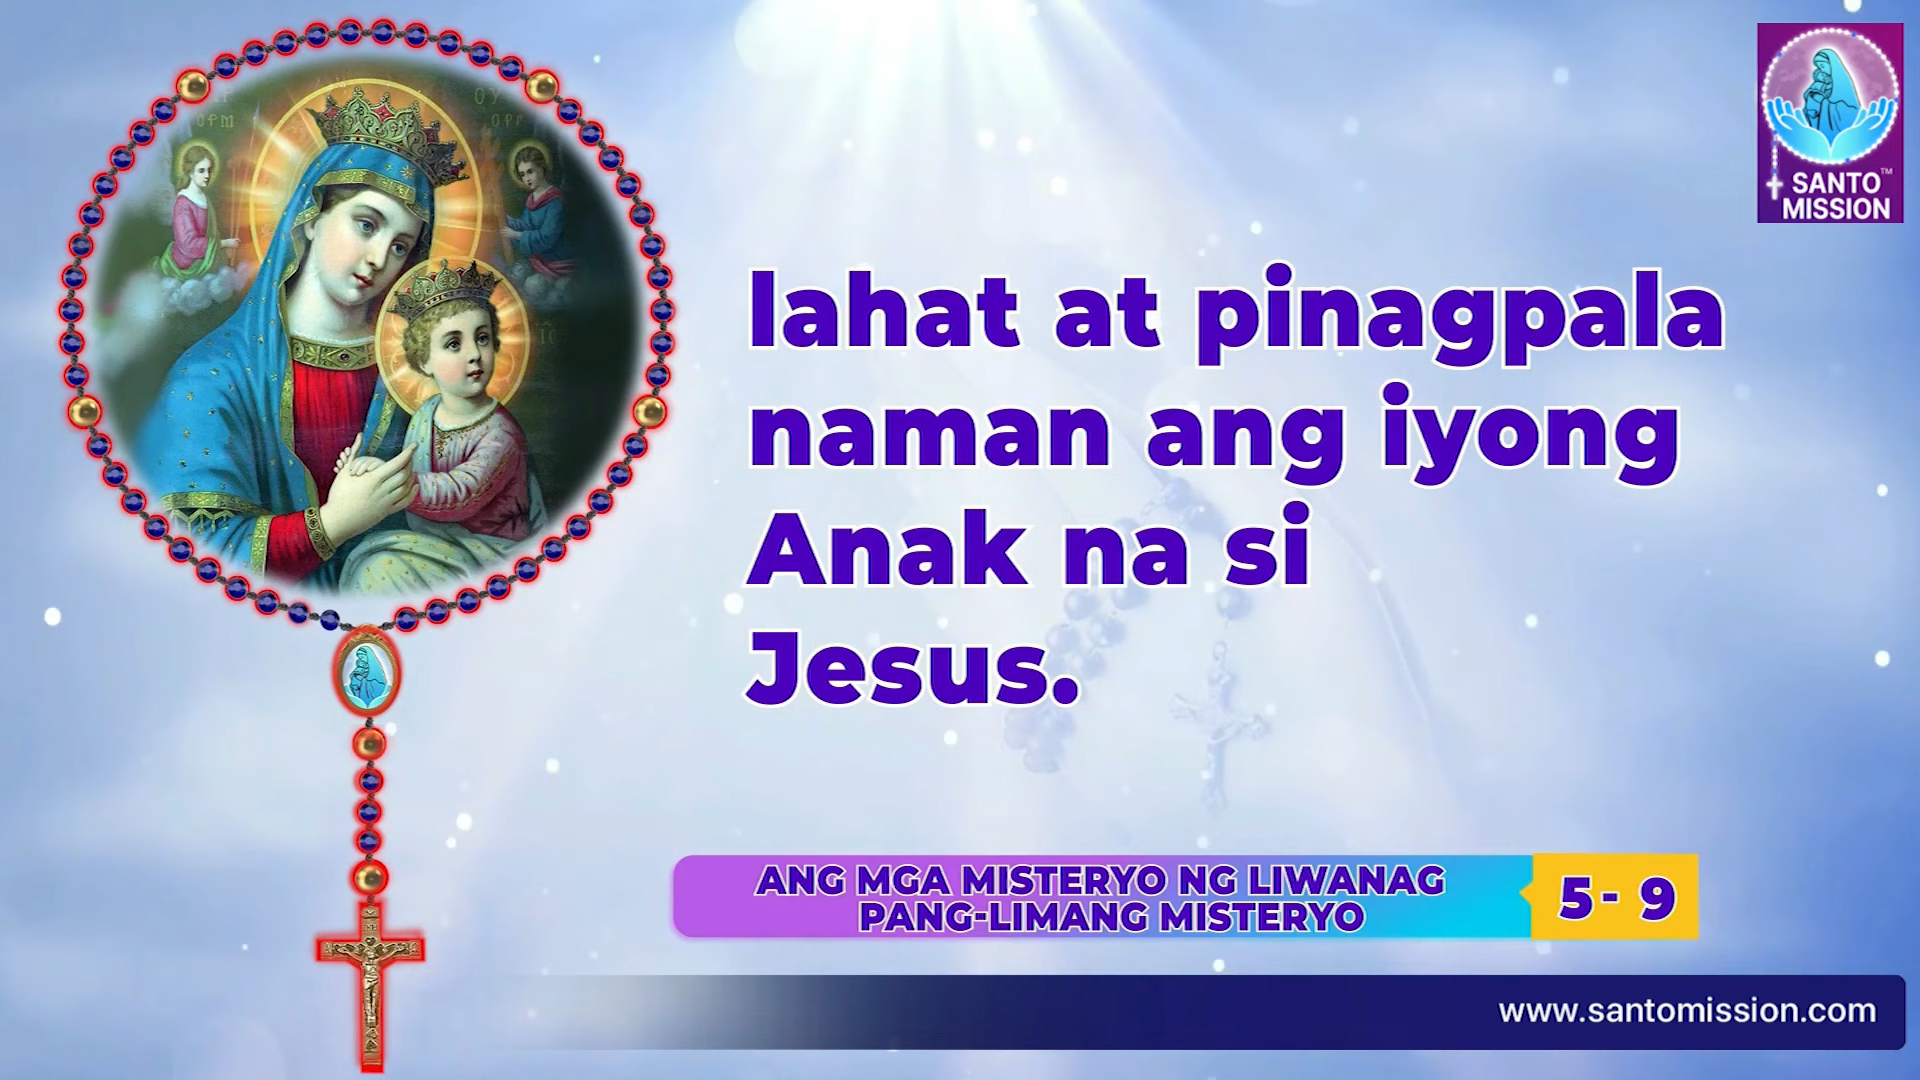 SANTO™
MISSION
lahat at pinagpala
naman ang iyong
Anak na si
Jesus.
ANG MGA MISTERYO NG LIWANAG
PANG-LIMANG MISTERYO
5- 9
www.santomission.com